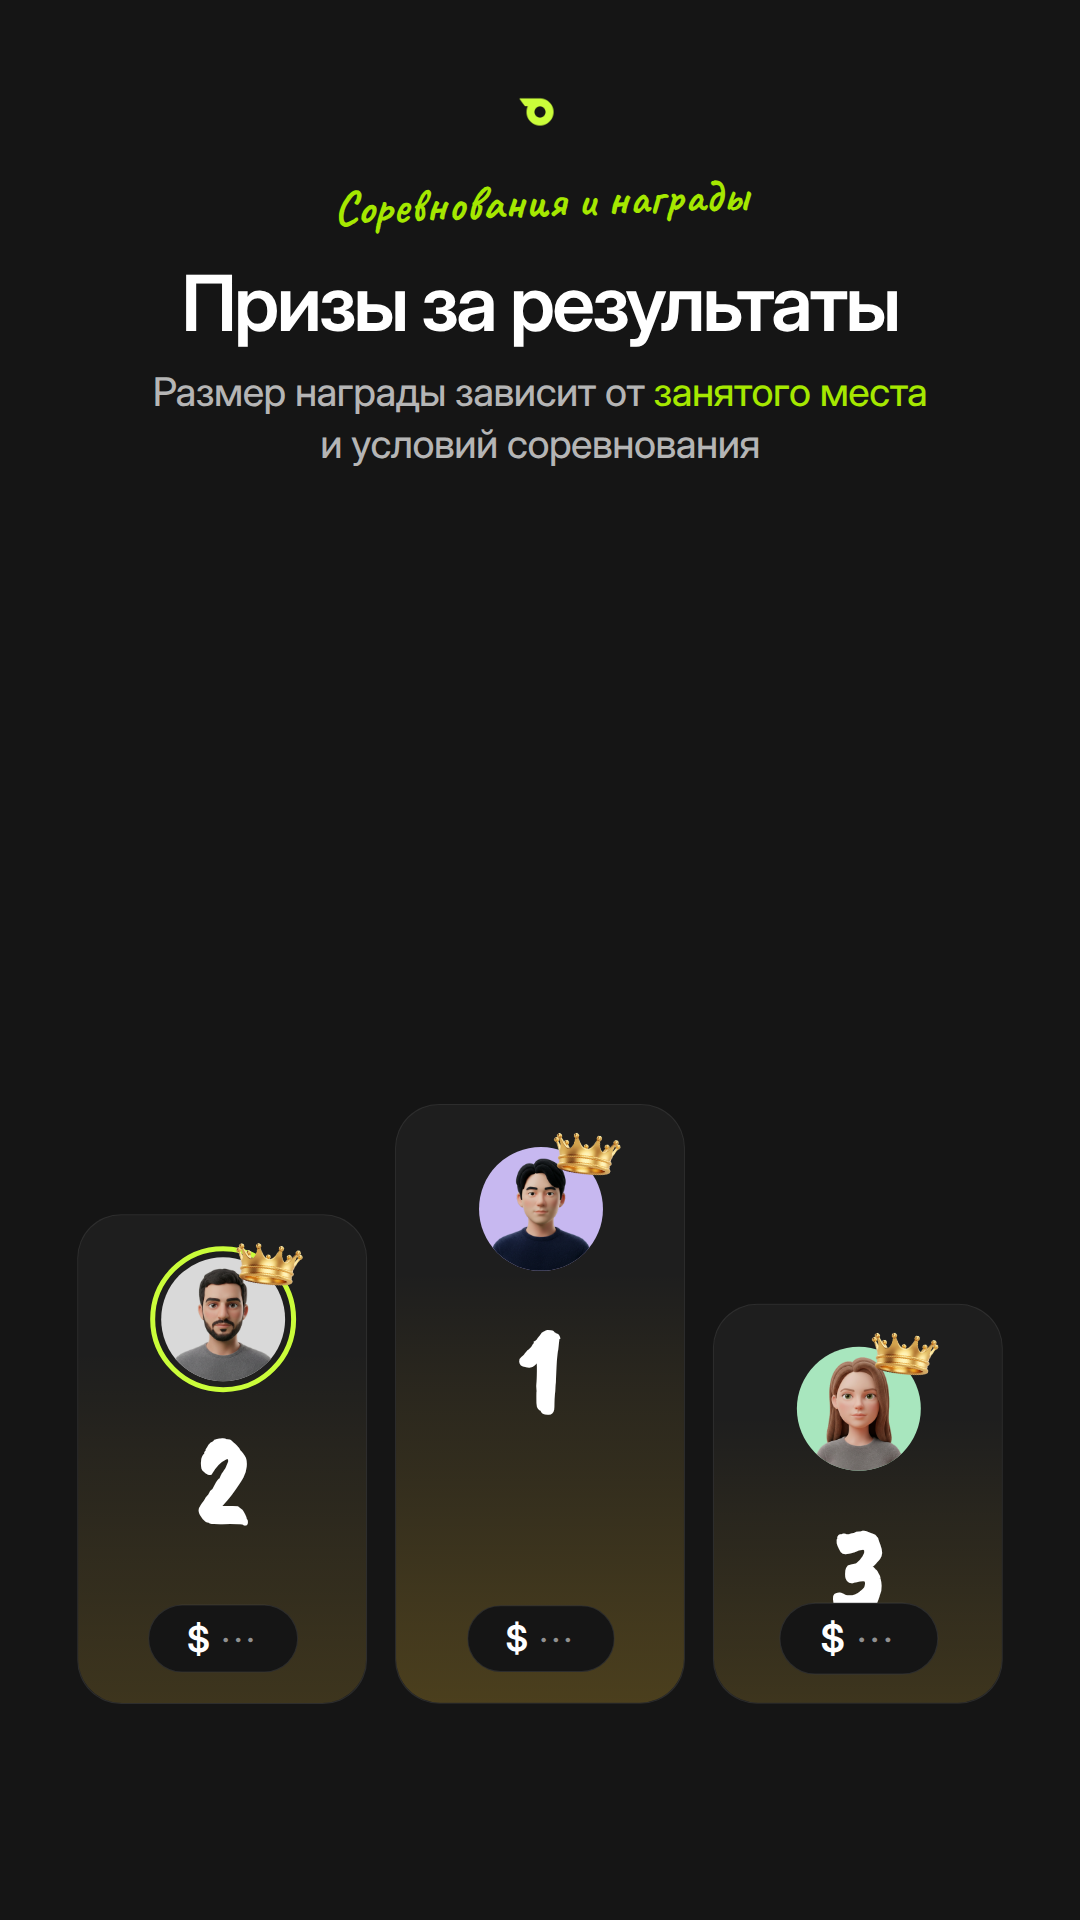 Соревнования и награды
Призы за результаты
Размер награды зависит от занятого места
и условий соревнования
1
2
3
$ ...
$ ...
$ ...